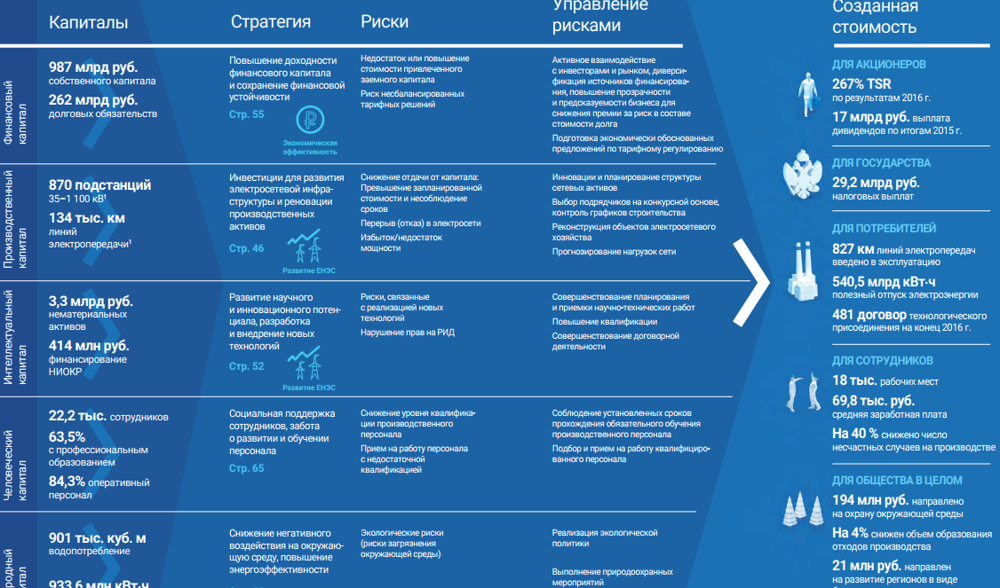 Капиталы
Стратегия
Риски
Управление
рисками
Созданная
стоимость
Финансовый
капитал
987 млрд руб.
собственного капитала
262 млрд руб.
долговых обязательств
Повышение доходности
финансового капитала
и сохранение финансовой
устойчивости
Стр. 55
Экономическая
эффективность
Недостаток или повышение
стоимости привлеченного
заемного капитала
Риск несбалансированных
тарифных решений
Активное взаимодействие
с инвесторами и рынком, диверси-
фикация источников финансирова-
ния, повышение прозрачности
и предсказуемости бизнеса для
снижения премии за риск в составе
стоимости долга
Подготовка экономически обоснованных
предложений по тарифному регулированию
Производственный
капитал
870 подстанций
35–1 100 кВ¹
134 тыс. км
линий
электропередачи¹
Инвестиции для развития
электросетевой инфра-
структуры и реновации
производственных
активов
Стр. 46
Развитие ЕНЭС
Снижение отдачи от капитала:
Превышение запланированной
стоимости и несоблюдение
сроков
Перерыв (отказ) в электросети
Избыток/недостаток
мощности
Инновации и планирование структуры
сетевых активов
Выбор подрядчиков на конкурсной основе,
контроль графиков строительства
Реконструкция объектов электросетевого
хозяйства
Прогнозирование нагрузок сети
Интеллектуальный
капитал
3,3 млрд руб.
нематериальных
активов
414 млн руб.
финансирование
НИОКР
Развитие научного
и инновационного потен-
циала, разработка
и внедрение новых
технологий
Стр. 52
Развитие ЕНЭС
Риски, связанные
с реализацией новых
технологий
Нарушение прав на РИД
Совершенствование планирования
и приемки научно-технических работ
Повышение квалификации
Совершенствование договорной
деятельности
Человеческий
капитал
22,2 тыс. сотрудников
63,5%
с профессиональным
образованием
84,3% оперативный
персонал
Социальная поддержка
сотрудников, забота
о развитии и обучении
персонала
Стр. 65
Снижение уровня квалифика-
ции производственного
персонала
Прием на работу персонала
с недостаточной
квалификацией
Соблюдение установленных сроков
прохождения обязательного обучения
производственного персонала
Подбор и прием на работу квалифициро-
ванного персонала
901 тыс. куб. м
водопотребление
933,6 млн кВт·ч
Снижение негативного
воздействия на окружаю-
щую среду, повышение
энергоэффективности
Экологические риски
(риски загрязнения
окружающей среды)
Реализация экологической
политики
Выполнение природоохранных
мероприятий
ДЛЯ АКЦИОНЕРОВ
267% TSR
по результатам 2016 г.
17 млрд руб. выплата
дивидендов по итогам 2015 г.
ДЛЯ ГОСУДАРСТВА
29,2 млрд руб.
налоговых выплат
ДЛЯ ПОТРЕБИТЕЛЕЙ
827 км линий электропередач
введено в эксплуатацию
540,5 млрд кВт·ч
полезный отпуск электроэнергии
481 договор технологического
присоединения на конец 2016 г.
ДЛЯ СОТРУДНИКОВ
18 тыс. рабочих мест
69,8 тыс. руб.
средняя заработная плата
На 40 % снижено число
несчастных случаев на производстве
ДЛЯ ОБЩЕСТВА В ЦЕЛОМ
194 млн руб. направлено
на охрану окружающей среды
На 4% снижен объем образования
отходов производства
21 млн руб. направлен
на развитие регионов в виде